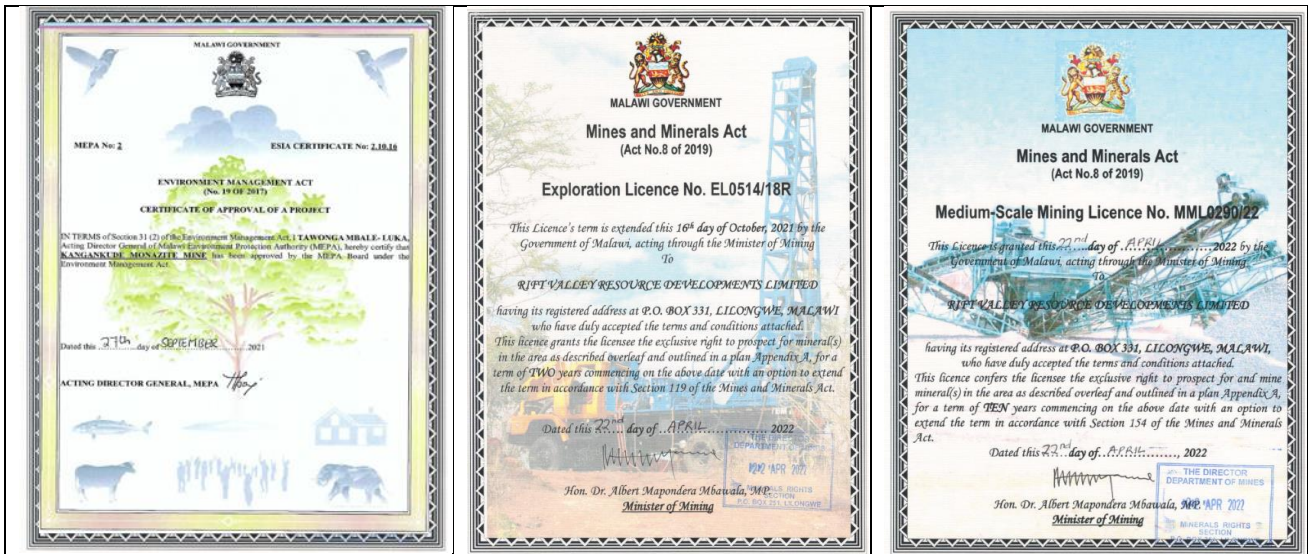 MALAWI GOVERNMENT
MEPA No: 2
ESIA CERTIFICATE No: 2.10.16
ENVIRONMENT MANAGEMENT ACT
(No. 19 OF 2017)
CERTIFICATE OF APPROVAL OF A PROJECT
IN TERMS of Section 31 (2) of the Environment Management Act, I TAWONGA MBALE- LUKA,
Acting Director General of Malawi Environment Protection Authority (MEPA), hereby certify that
KANGANKUDE MONAZITE MINE has been approved by the MEPA Board under the
Environment Management Act.
Dated this 27th day of SEPTEMBER 2021
ACTING DIRECTOR GENERAL, MEPA
MALAWI GOVERNMENT
Mines and Minerals Act
(Act No.8 of 2019)
Exploration Licence No. EL0514/18R
This Licence's term is extended this 16th day of October, 2021 by the
Government of Malawi, acting through the Minister of Mining
To
RIFT VALLEY RESOURCE DEVELOPMENTS LIMITED
having its registered address at P.O. BOX 331, LILONGWE, MALAWI
who have duly accepted the terms and conditions attached.
This licence grants the licensee the exclusive right to prospect for mineral(s)
in the area as described overleaf and outlined in a plan Appendix A, for a
term of TWO years commencing on the above date with an option to extend
the term in accordance with Section 119 of the Mines and Minerals Act.
Dated this 22nd day of APRIL 2022
THE DIRECTOR
DEPARTMENT OF MINES
APR 2022
MINERALS RIGHTS
SECTION
P.O. BOX 251, LILONGWE
Hon. Dr. Albert Mapondera Mbawala, MP.
Minister of Mining
MALAWI GOVERNMENT
Mines and Minerals Act
(Act No.8 of 2019)
Medium-Scale Mining Licence No. MML0290/22
This Licence is granted this 22nd day of APRIL 2022 by the
Government of Malawi, acting through the Minister of Mining
To
RIFT VALLEY RESOURCE DEVELOPMENTS LIMITED
having its registered address at P.O. BOX 331, LILONGWE, MALAWI,
who have duly accepted the terms and conditions attached.
This licence confers the licensee the exclusive right to prospect for and mine
mineral(s) in the area as described overleaf and outlined in a plan Appendix A,
for a term of TEN years commencing on the above date with an option to
extend the term in accordance with Section 154 of the Mines and Minerals
Act.
Dated this 22nd day of APRIL, 2022
THE DIRECTOR
DEPARTMENT OF MINES
APR 2022
MINERALS RIGHTS
SECTION
Hon. Dr. Albert Mapondera Mbawala, MP.
Minister of Mining